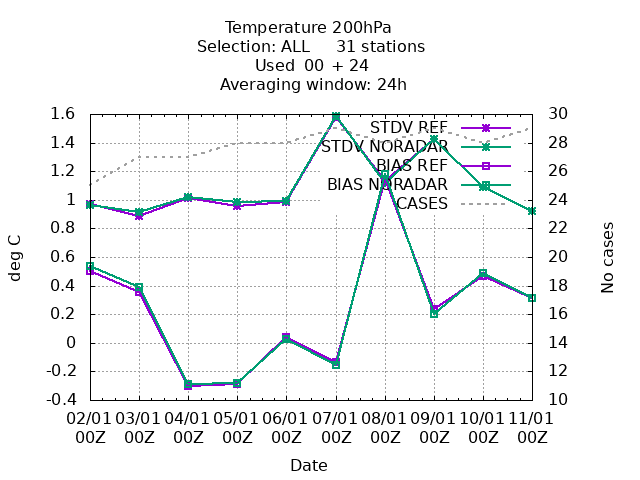 Temperature 200hPa
Selection: ALL 31 stations
Used 00 + 24
Averaging window: 24h
1.6
1.4
1.2
1
0.8
0.6
0.4
0.2
0
-0.2
-0.4
deg C
STDV REF
STDV NORADAR
BIAS REF
BIAS NORADAR
CASES
30
28
26
24
22
20
18
16
14
12
10
No cases
02/01 03/01 04/01 05/01 06/01 07/01 08/01 09/01 10/01 11/01
00Z 00Z 00Z 00Z 00Z 00Z 00Z 00Z 00Z 00Z
Date